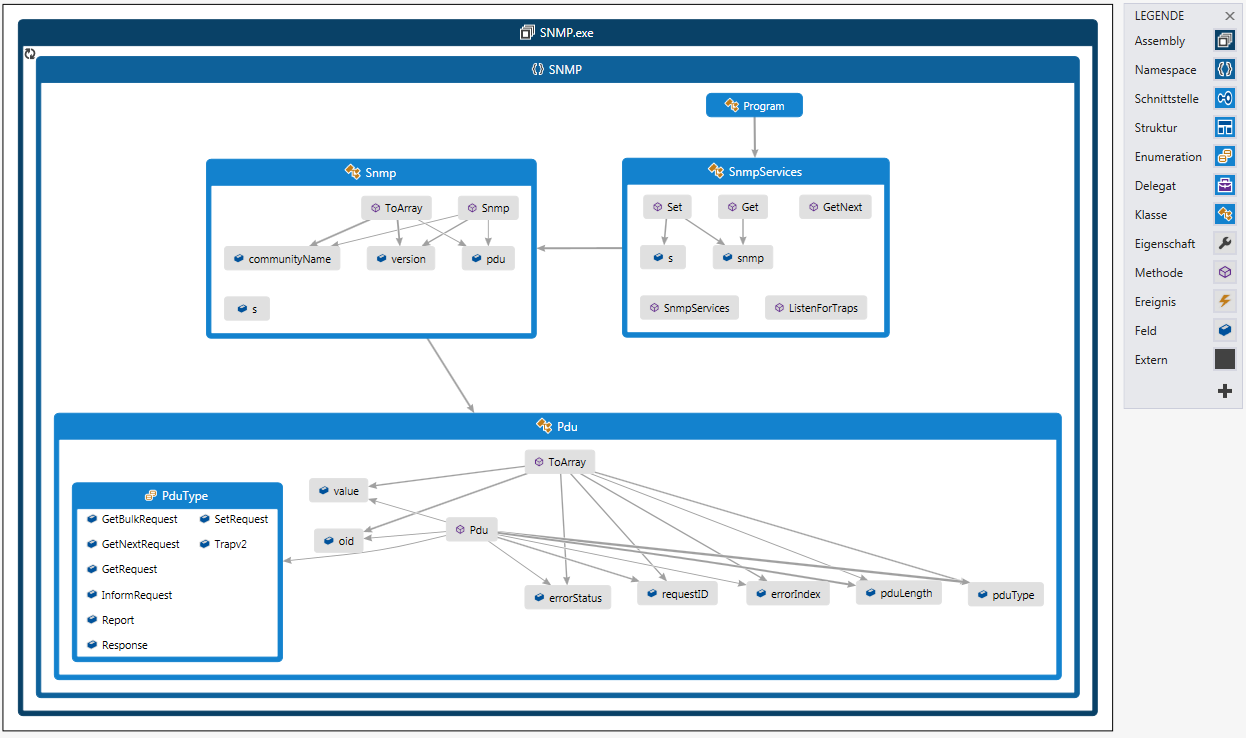 SNMP.exe
SNMP
Program
Snmp
ToArray
Snmp
communityName
version
pdu
s
SnmpServices
Set
Get
GetNext
s
snmp
SnmpServices
ListenForTraps
Pdu
ToArray
PduType
GetBulkRequest
SetRequest
GetNextRequest
Trapv2
GetRequest
InformRequest
Report
Response
value
oid
Pdu
errorStatus
requestID
errorIndex
pduLength
pduType
LEGENDE
Assembly
Namespace
Schnittstelle
Struktur
Enumeration
Delegat
Klasse
Eigenschaft
Methode
Ereignis
Feld
Extern